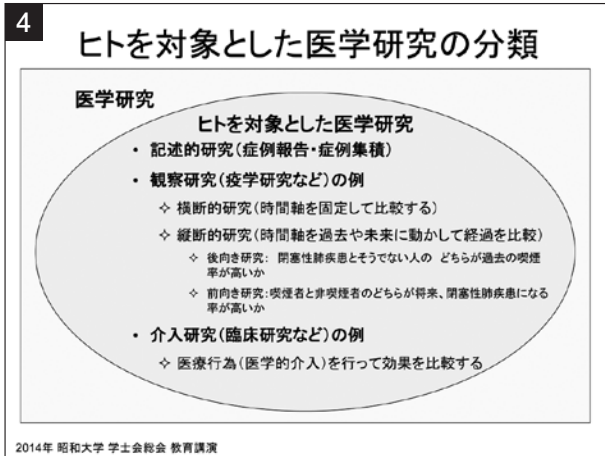 4
ヒトを対象とした医学研究の分類
医学研究
ヒトを対象とした医学研究
• 記述的研究(症例報告・症例集積)
• 観察研究(疫学研究など)の例
✧ 横断的研究(時間軸を固定して比較する)
✧ 縦断的研究(時間軸を過去や未来に動かして経過を比較)
✧ 後向き研究: 閉塞性肺疾患とそうでない人の どちらが過去の喫煙
率が高いか
✧ 前向き研究:喫煙者と非喫煙者のどちらが将来、閉塞性肺疾患になる
率が高いか
• 介入研究(臨床研究など)の例
✧ 医療行為(医学的介入)を行って効果を比較する
2014年 昭和大学 学士会総会 教育講演